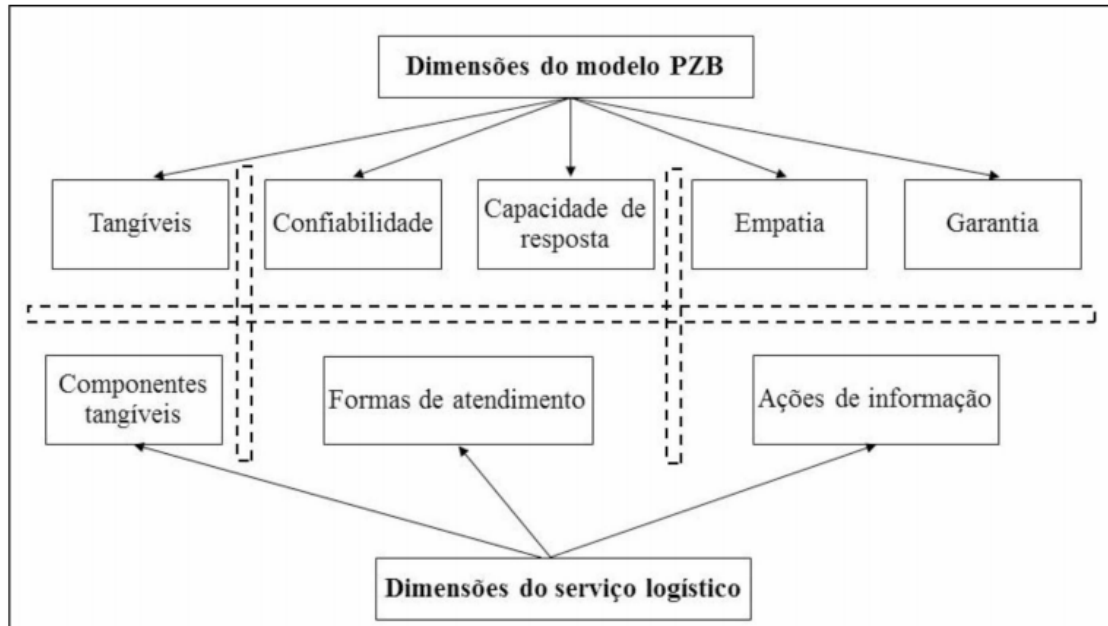 Dimensões do modelo PZB
Tangíveis
Confiabilidade
Capacidade de
resposta
Empatia
Garantia
Componentes
tangíveis
Formas de atendimento
Ações de informação
Dimensões do serviço logístico